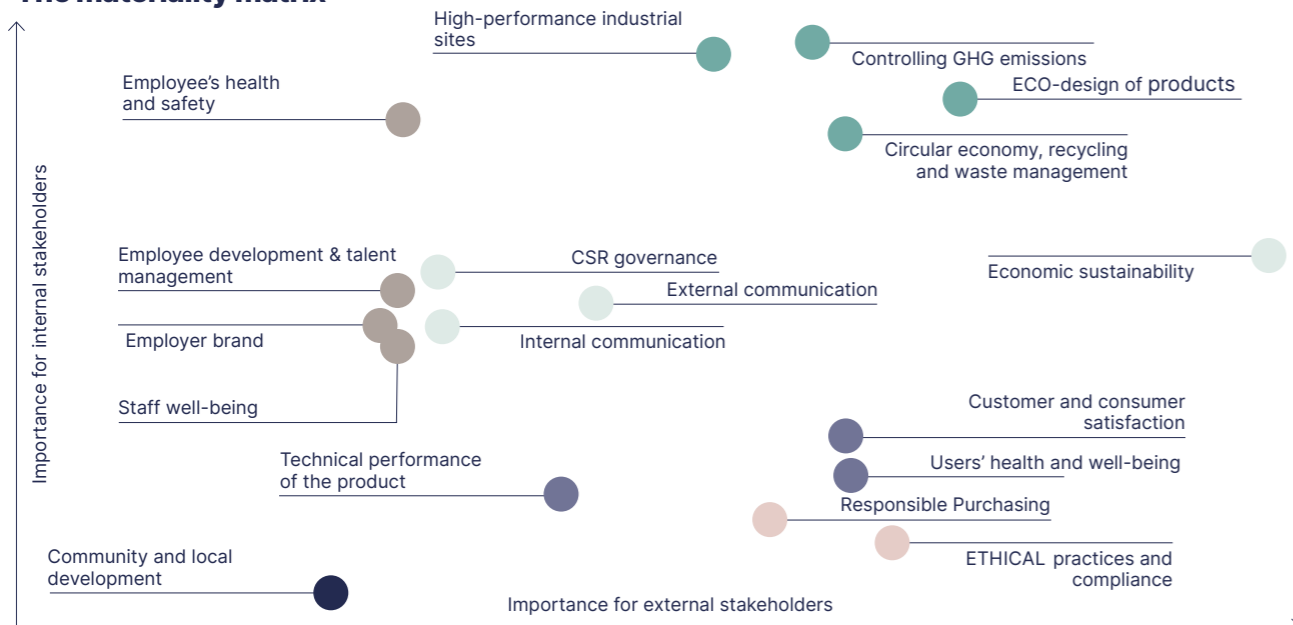 The materiality matrix
High-performance industrial
sites
Controlling GHG emissions
Employee’s health
and safety
ECO-design of products
Circular economy, recycling
and waste management
Importance for internal stakeholders
Employee development & talent
management
CSR governance
Economic sustainability
External communication
Employer brand
Internal communication
Staff well-being
Customer and consumer
satisfaction
Technical performance
of the product
Users’ health and well-being
Responsible Purchasing
Community and local
development
ETHICAL practices and
compliance
Importance for external stakeholders